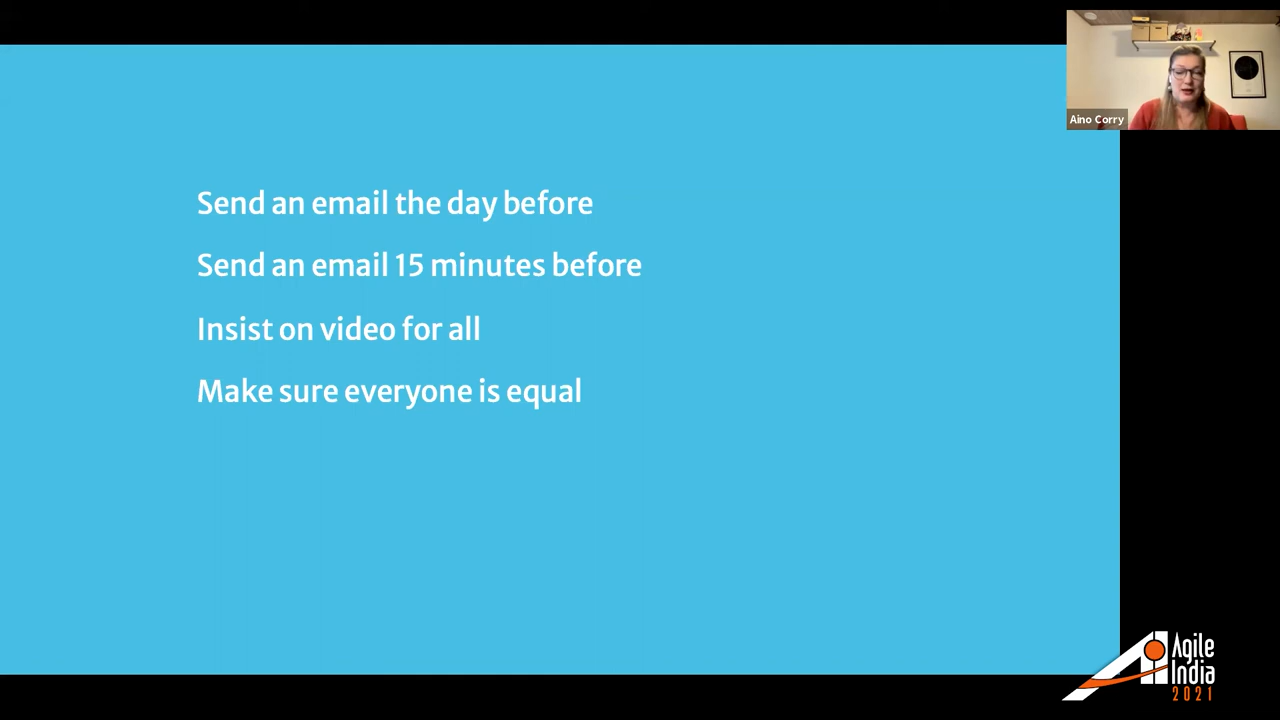 Aino Corry
Send an email the day before
Send an email 15 minutes before
Insist on video for all
Make sure everyone is equal
Agile
India
2021